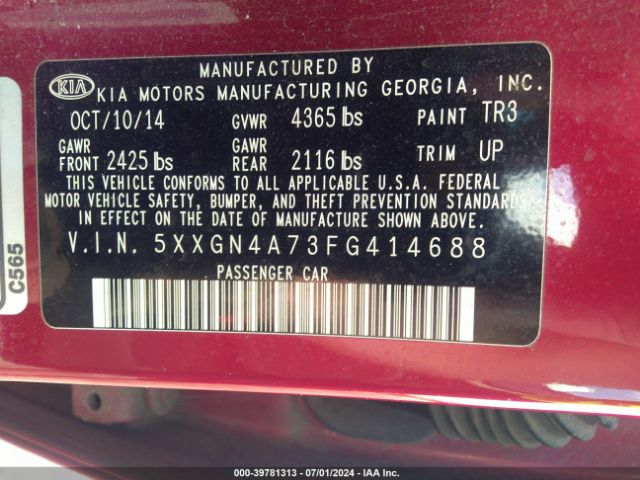 MANUFACTURED BY
KIA KIA MOTORS MANUFACTURING GEORGIA, INC.
OCT/10/14 GVWR 4365 lbs PAINT TR3
GAWR FRONT 2425 lbs GAWR REAR 2116 lbs TRIM UP
THIS VEHICLE CONFORMS TO ALL APPLICABLE U.S.A. FEDERAL
MOTOR VEHICLE SAFETY, BUMPER, AND THEFT PREVENTION STANDARDS
IN EFFECT ON THE DATE OF MANUFACTURE SHOWN ABOVE.
V.I.N. 5XXGN4A73FG414688
PASSENGER CAR
C565
000-39781313 - 07/01/2024 - IAA Inc.